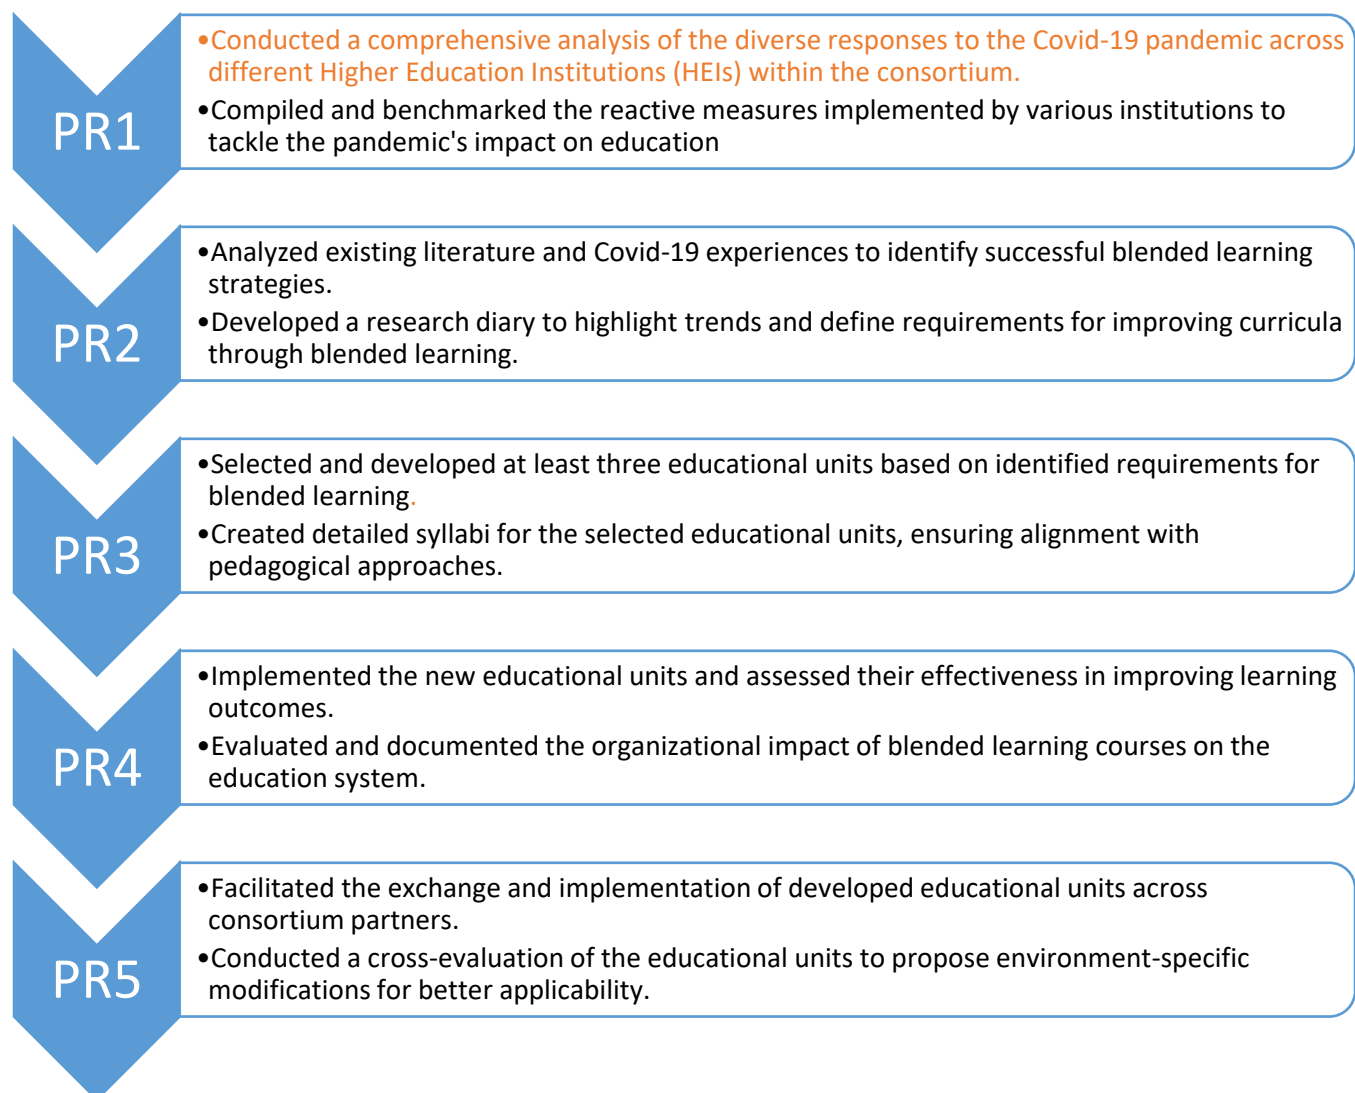 PR1
•Conducted a comprehensive analysis of the diverse responses to the Covid-19 pandemic across
different Higher Education Institutions (HEIs) within the consortium.
•Compiled and benchmarked the reactive measures implemented by various institutions to
tackle the pandemic's impact on education
PR2
•Analyzed existing literature and Covid-19 experiences to identify successful blended learning
strategies.
•Developed a research diary to highlight trends and define requirements for improving curricula
through blended learning.
PR3
•Selected and developed at least three educational units based on identified requirements for
blended learning.
•Created detailed syllabi for the selected educational units, ensuring alignment with
pedagogical approaches.
PR4
•Implemented the new educational units and assessed their effectiveness in improving learning
outcomes.
•Evaluated and documented the organizational impact of blended learning courses on the
education system.
PR5
•Facilitated the exchange and implementation of developed educational units across
consortium partners.
•Conducted a cross-evaluation of the educational units to propose environment-specific
modifications for better applicability.